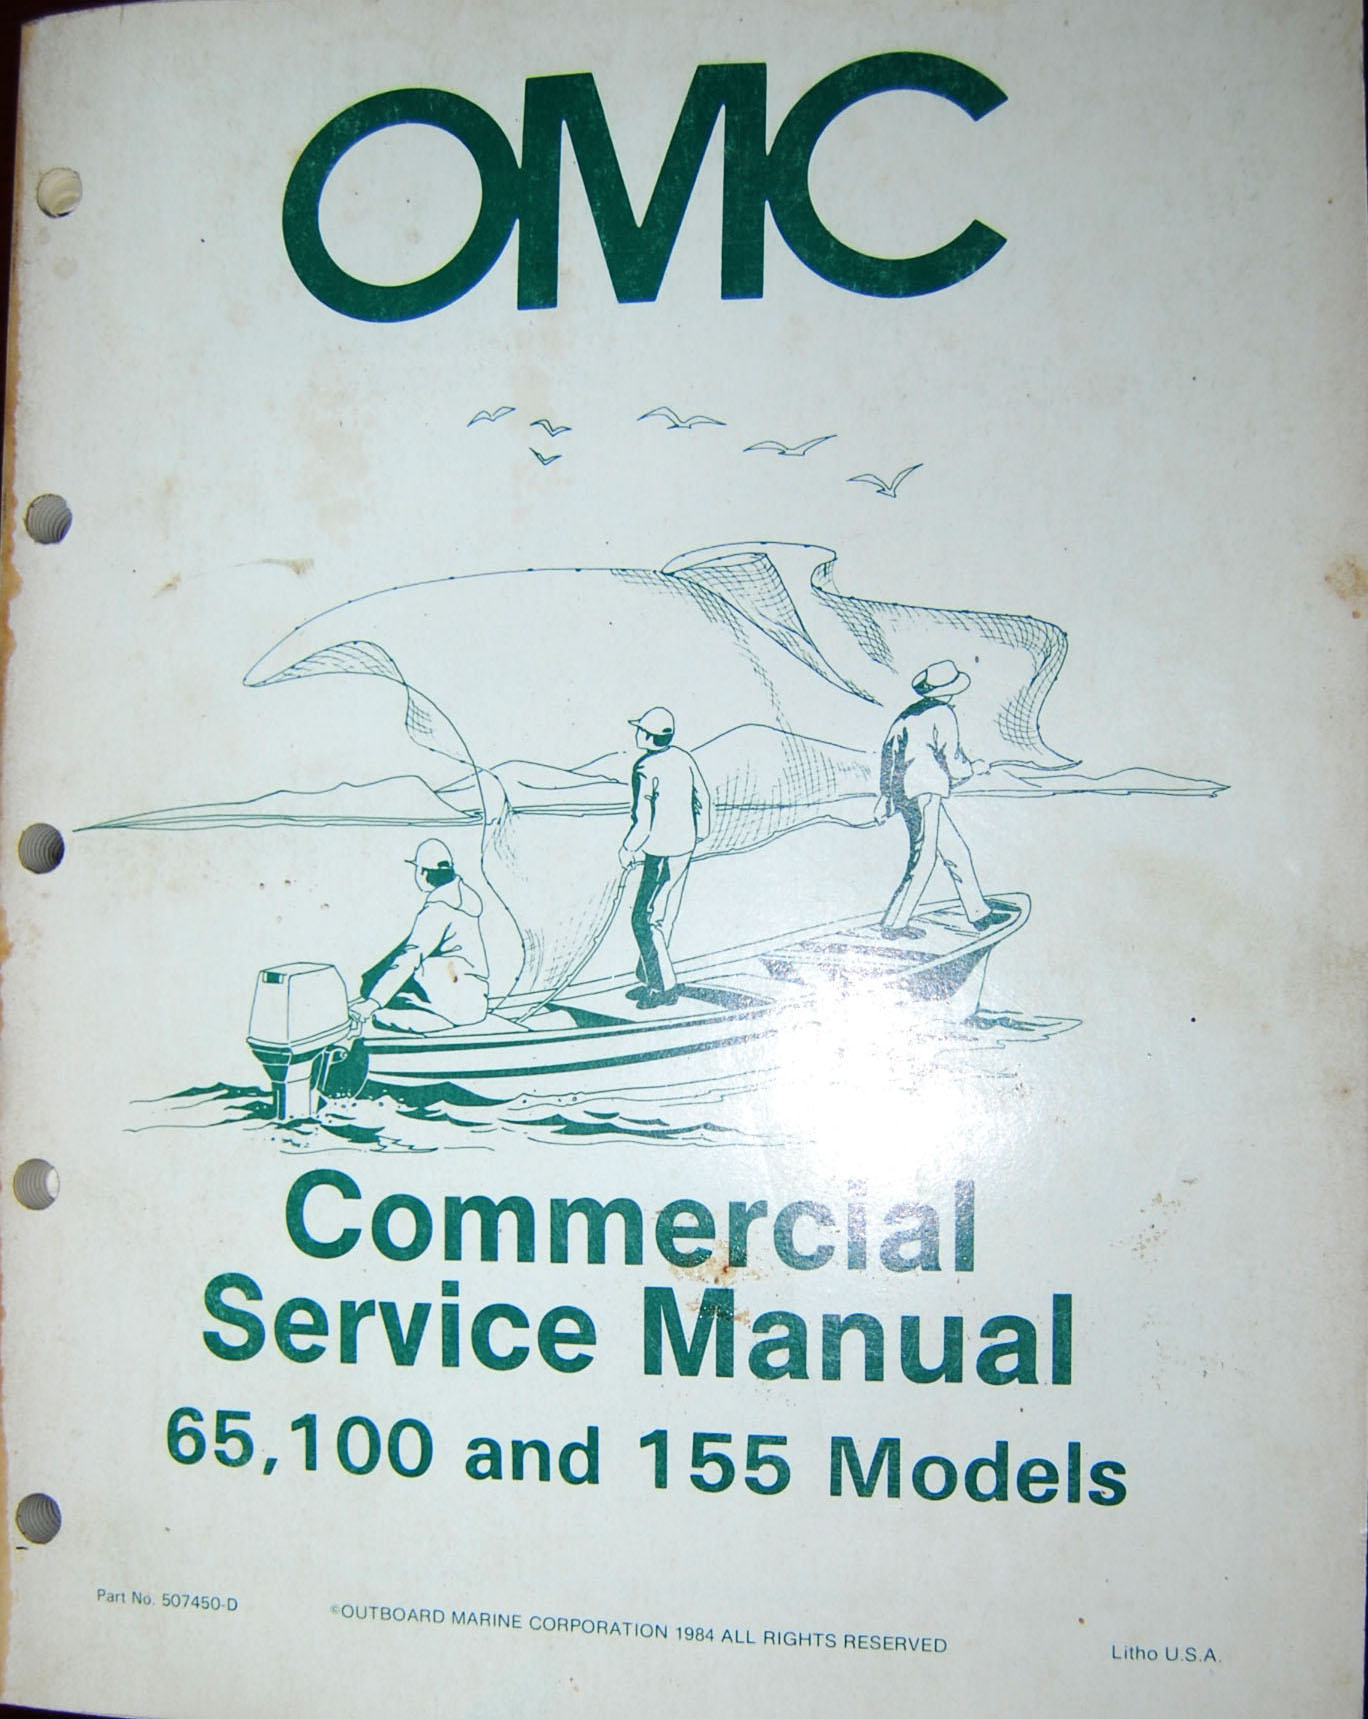 OMC
Commercial
Service Manual
65,100 and 155 Models
Part No. 507450-D
©OUTBOARD MARINE CORPORATION 1984 ALL RIGHTS RESERVED
Litho U.S.A.